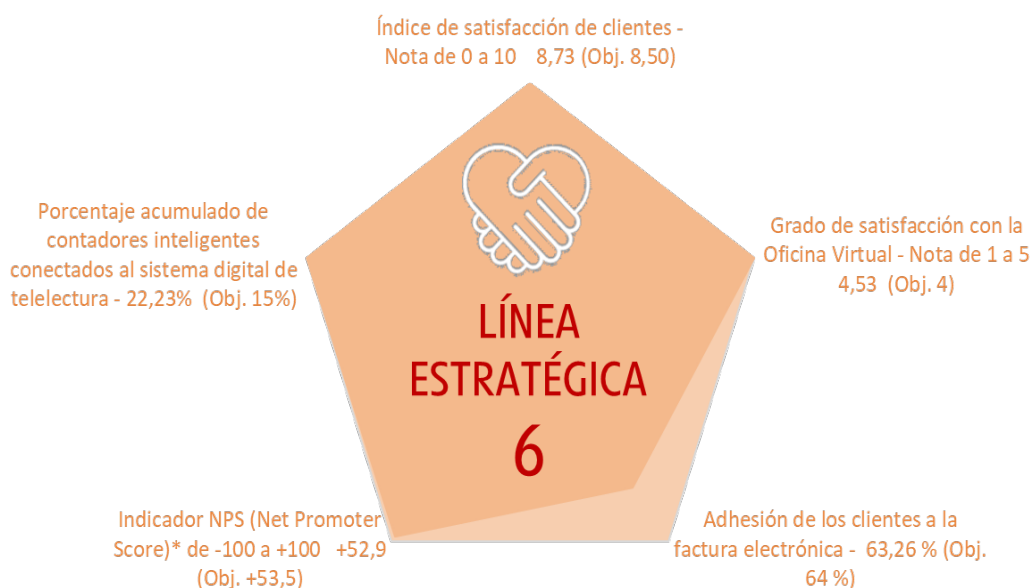 Índice de satisfacción de clientes -
Nota de 0 a 10 8,73 (Obj. 8,50)
Porcentaje acumulado de
contadores inteligentes
conectados al sistema digital de
telelectura - 22,23% (Obj. 15%)
Grado de satisfacción con la
Oficina Virtual - Nota de 1 a 5
4,53 (Obj. 4)
LÍNEA
ESTRATÉGICA
6
Indicador NPS (Net Promoter
Score)* de -100 a +100 +52,9
(Obj. +53,5)
Adhesión de los clientes a la
factura electrónica - 63,26 % (Obj.
64 %)